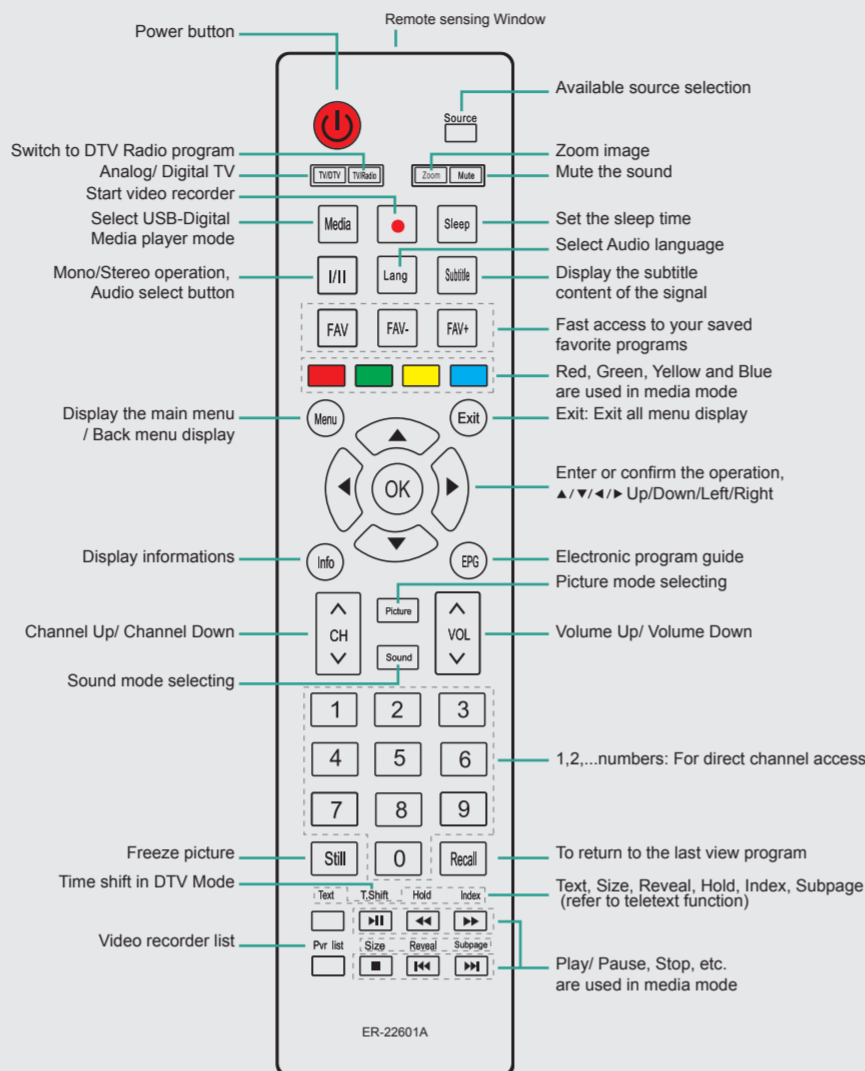 Remote sensing Window
Power button
Available source selection
Source
Switch to DTV Radio program
Zoom image
Analog/ Digital TV
TV/DTV TV/Radio
Zoom Mute
Mute the sound
Start video recorder
Select USB-Digital
Media player mode
Media
Sleep
Set the sleep time
Select Audio language
Mono/Stereo operation,
Audio select button
I/II
Lang
Subtitle
Display the subtitle
content of the signal
FAV FAV- FAV+
Fast access to your saved
favorite programs
Red, Green, Yellow and Blue
are used in media mode
Display the main menu
/ Back menu display
Menu
Exit
Exit: Exit all menu display
OK
Enter or confirm the operation,
▲/▼/◄/► Up/Down/Left/Right
Display informations
Info
EPG
Electronic program guide
Picture mode selecting
Channel Up/ Channel Down
CH
Picture
VOL
Volume Up/ Volume Down
Sound
Sound mode selecting
1 2 3
4 5 6
1,2,...numbers: For direct channel access
7 8 9
Freeze picture
Still
0
Recall
To return to the last view program
Time shift in DTV Mode
Text T.Shift Hold Index
Text, Size, Reveal, Hold, Index, Subpage
(refer to teletext function)
Video recorder list
Pvr list Size Reveal Subpage
Play/ Pause, Stop, etc.
are used in media mode
ER-22601A